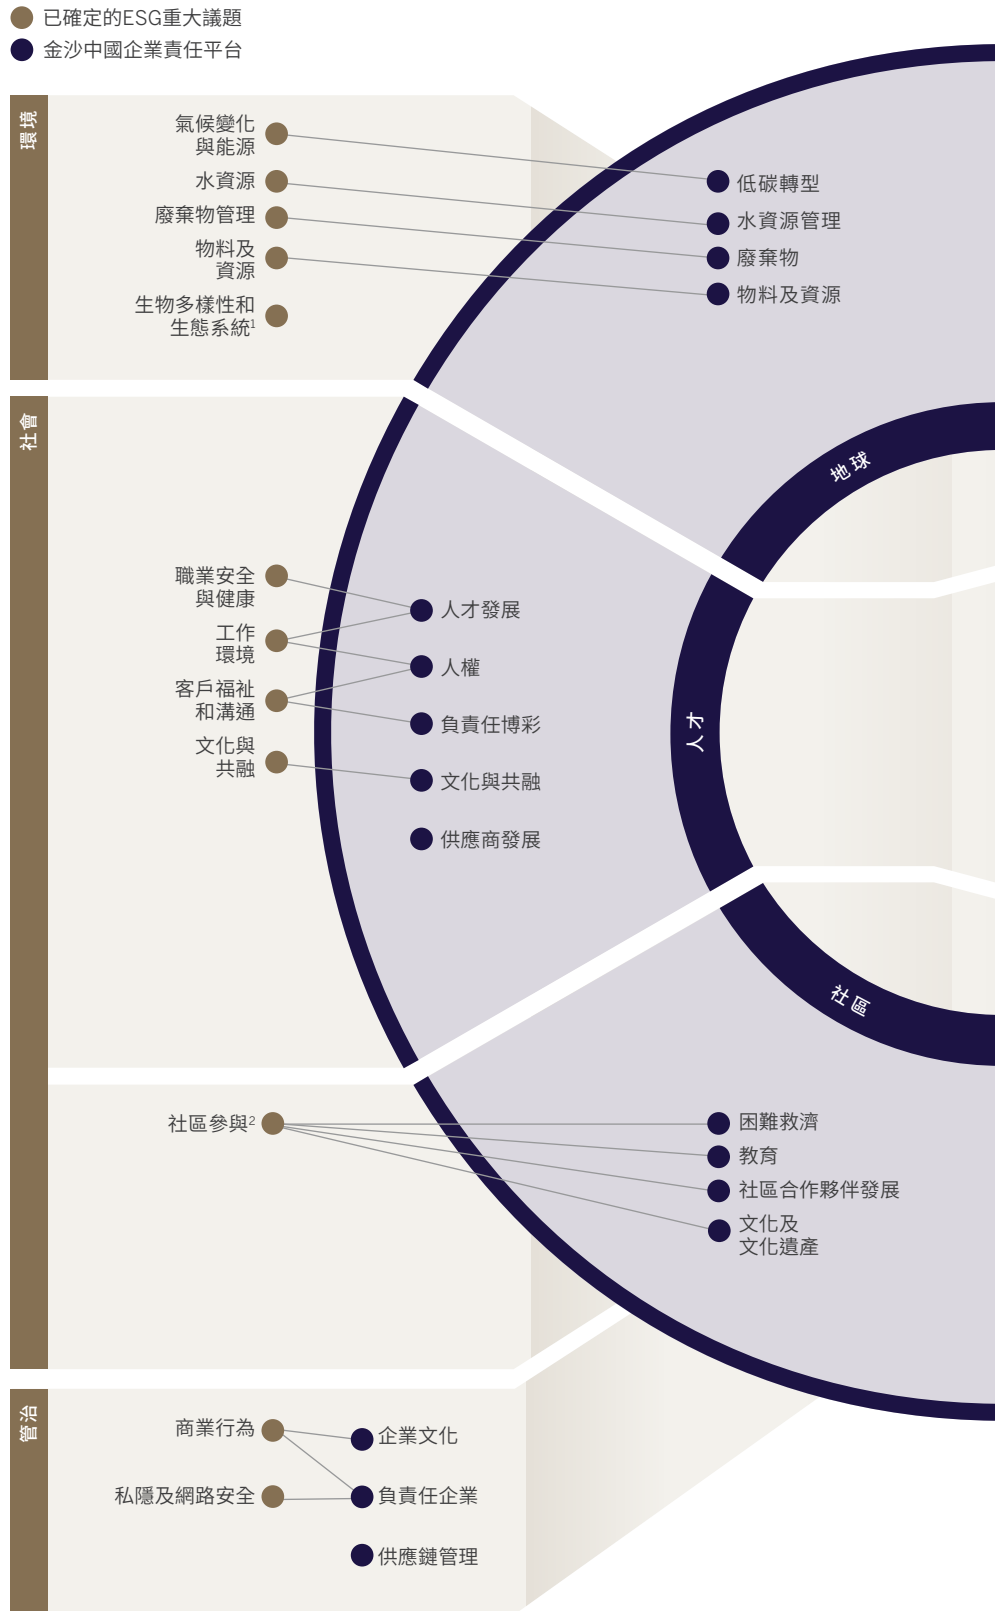 已確定的ESG重大議題
金沙中國企業責任平台
環境
氣候變化
與能源
水資源
廢棄物管理
物料及
資源
生物多樣性和
生態系統1
低碳轉型
水資源管理
廢棄物
物料及資源
地球
社會
職業安全
與健康
工作
環境
客戶福祉
和溝通
文化與
共融
人才發展
人權
負責任博彩
文化與共融
供應商發展
人才
社區
社區參與2
困難救濟
教育
社區合作夥伴發展
文化及
文化遺產
管治
商業行為
私隱及網路安全
企業文化
負責任企業
供應鏈管理